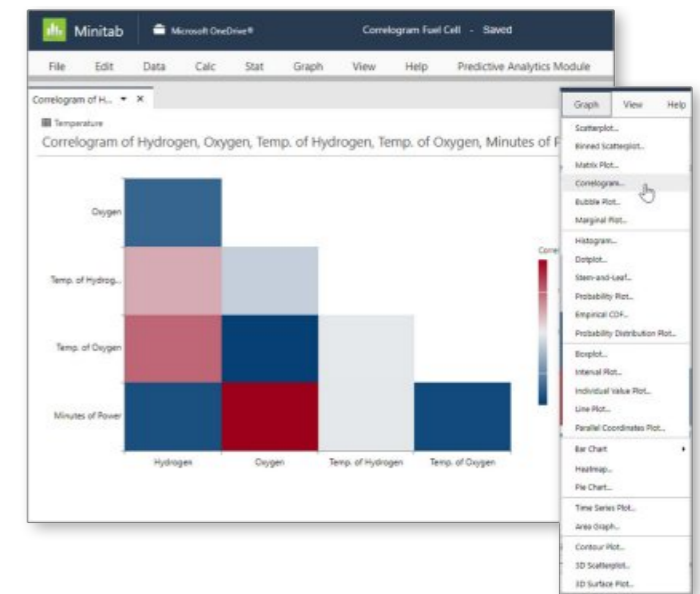 Minitab Microsoft OneDrive® Correlogram Fuel Cell - Saved
File Edit Data Calc Stat Graph View Help Predictive Analytics Module
Correlogram of H...
Temperature
Correlogram of Hydrogen, Oxygen, Temp. of Hydrogen, Temp. of Oxygen, Minutes of P
Corre
Oxygen
Temp. of Hydrog...
Temp. of Oxygen
Minutes of Power
Hydrogen Oxygen Temp. of Hydrogen Temp. of Oxygen
Graph View Help
Scatterplot...
Binned Scatterplot...
Matrix Plot...
Correlogram...
Bubble Plot...
Marginal Plot...
Histogram...
Dotplot...
Stem-and-Leaf...
Probability Plot...
Empirical CDF...
Probability Distribution Plot...
Boxplot...
Interval Plot...
Individual Value Plot...
Line Plot...
Parallel Coordinates Plot...
Bar Chart
Heatmap...
Pie Chart...
Time Series Plot...
Area Graph...
Contour Plot...
3D Scatterplot...
3D Surface Plot...